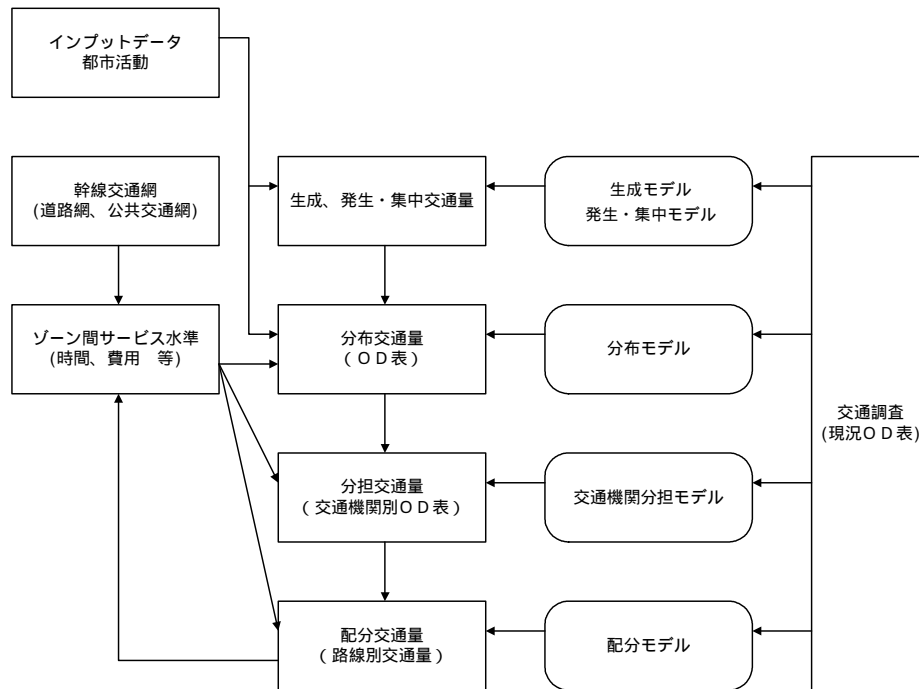 インプットデータ
都市活動
幹線交通網
(道路網、公共交通網)
生成、発生・集中交通量
生成モデル
発生・集中モデル
ゾーン間サービス水準
(時間、費用　等)
分布交通量
(ＯＤ表)
分布モデル
交通調査
(現況ＯＤ表)
分担交通量
(交通機関別ＯＤ表)
交通機関分担モデル
配分交通量
(路線別交通量)
配分モデル